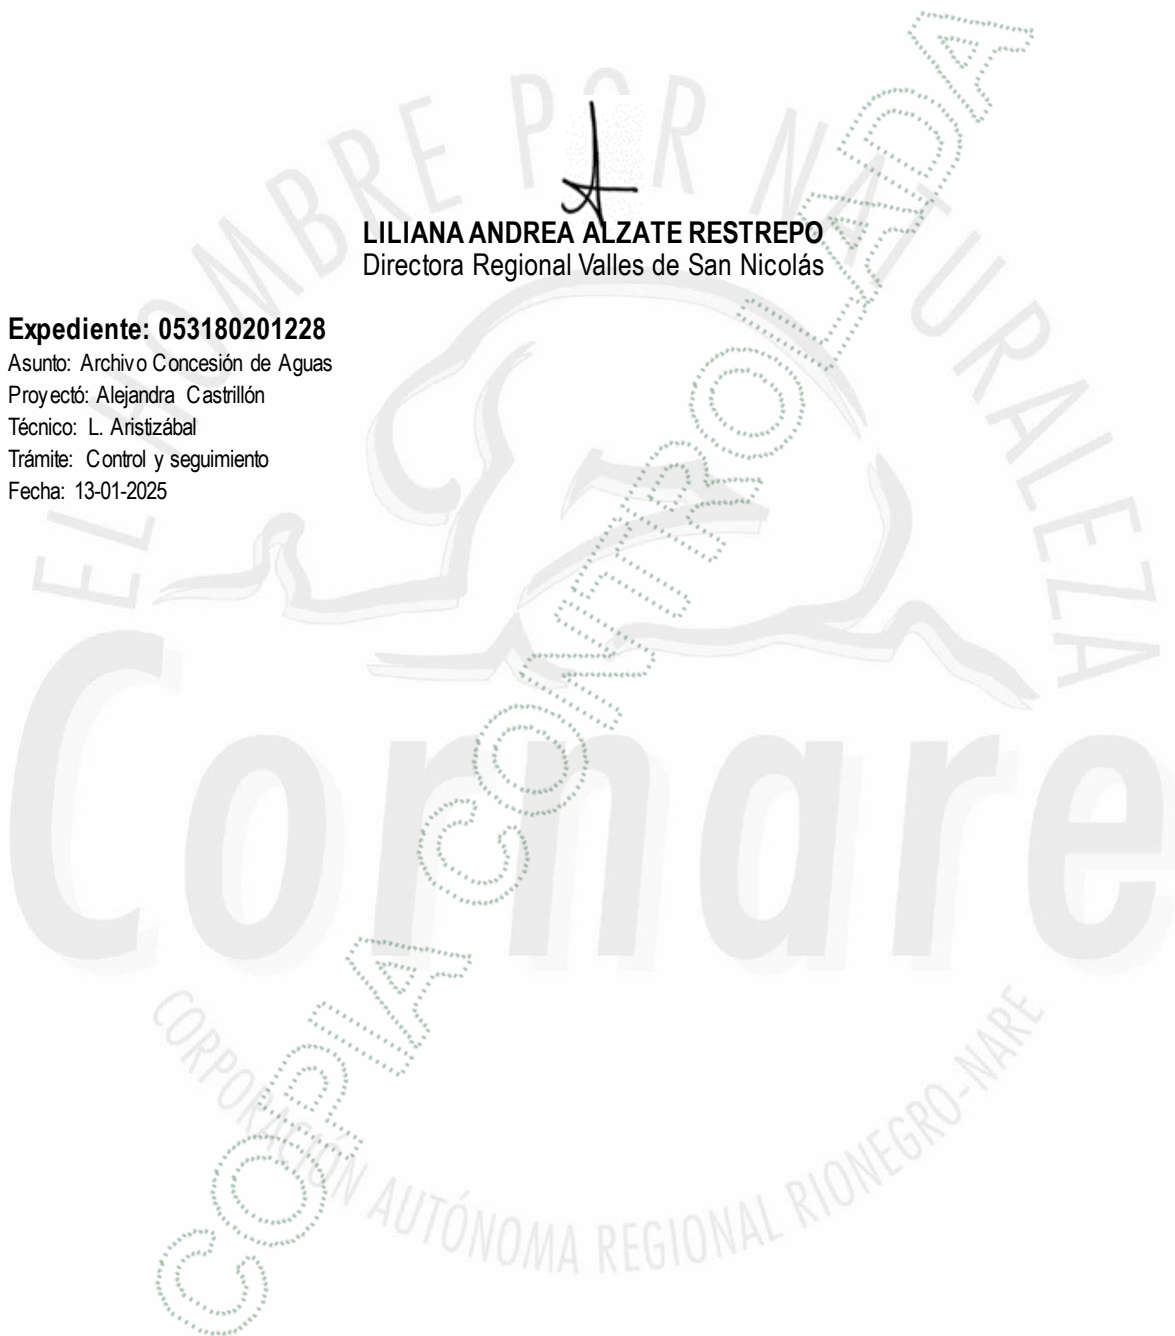 EL HOMBRE POR NATURALEZA
LILIANA ANDREA ALZATE RESTREPO
Directora Regional Valles de San Nicolás
Expediente: 053180201228
Asunto: Archivo Concesión de Aguas
Proyectó: Alejandra Castrillón
Técnico: L. Aristizábal
Trámite: Control y seguimiento
Fecha: 13-01-2025
Cornare
CORPORACIÓN AUTÓNOMA REGIONAL RIONEGRO-NARE
COPIA CONTROLADA